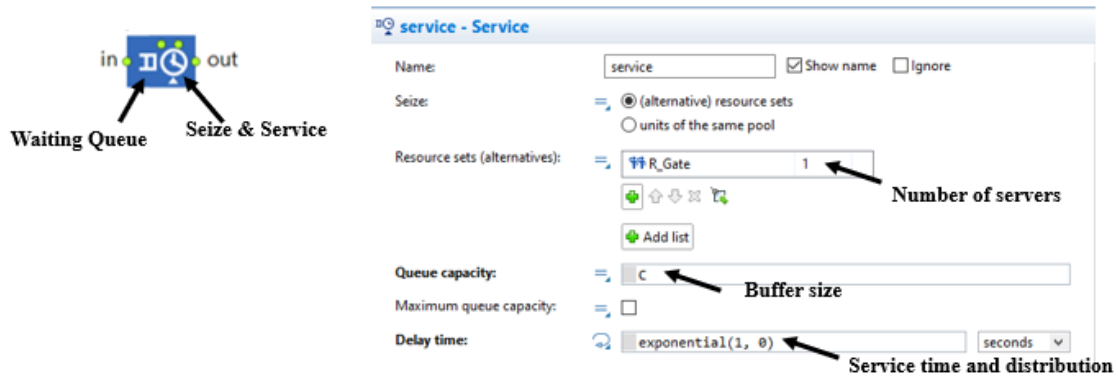 service - Service
in out
Waiting Queue
Seize & Service
Name: service Show name Ignore
Seize: (alternative) resource sets
units of the same pool
Resource sets (alternatives): R_Gate 1
Number of servers
Add list
Queue capacity: C
Buffer size
Maximum queue capacity:
Delay time: exponential(1, 0) seconds
Service time and distribution